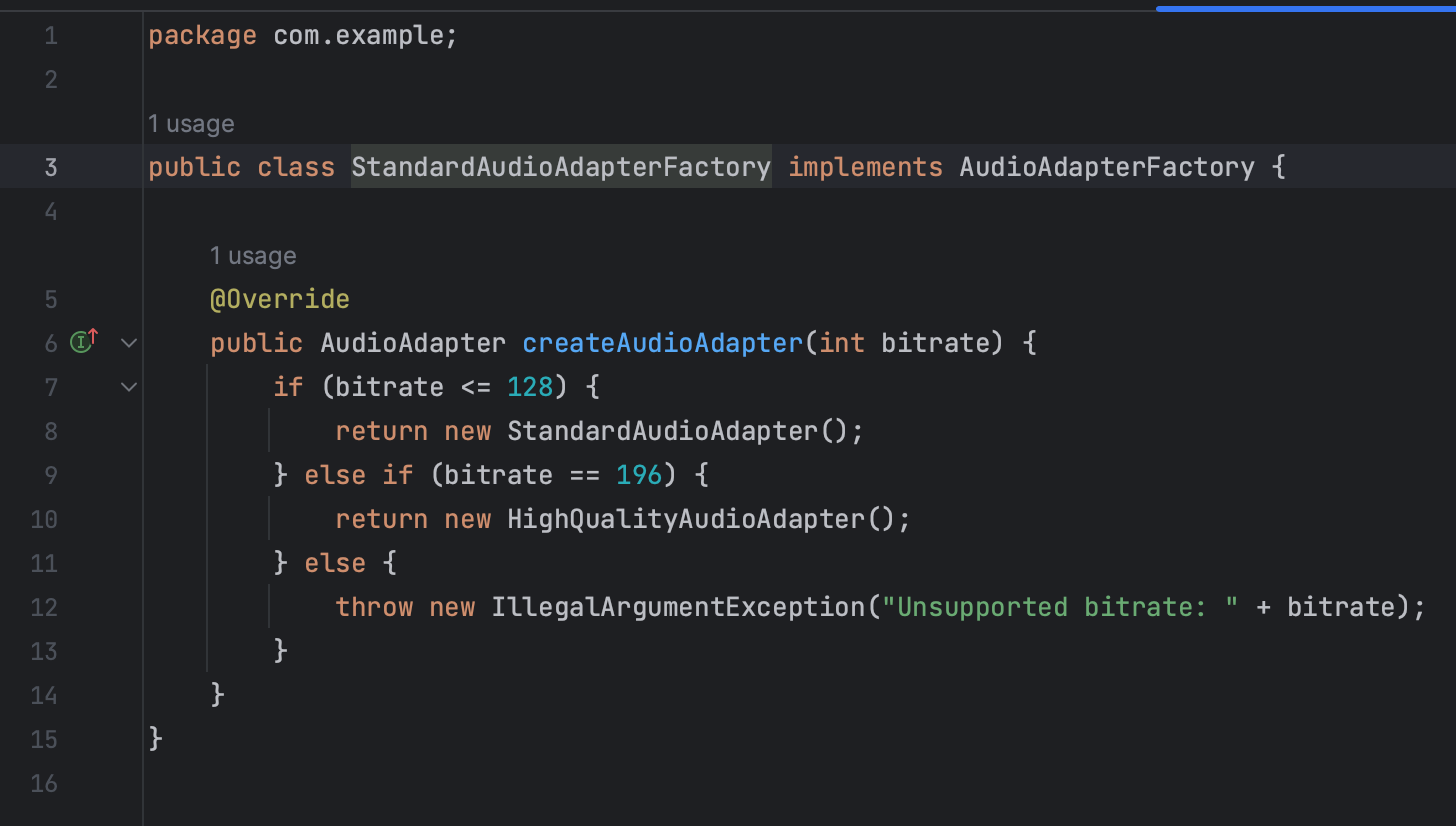 1 package com.example;
2
1 usage
3 public class StandardAudioAdapterFactory implements AudioAdapterFactory {
4
1 usage
5 @Override
6 public AudioAdapter createAudioAdapter(int bitrate) {
7 if (bitrate <= 128) {
8 return new StandardAudioAdapter();
9 } else if (bitrate == 196) {
10 return new HighQualityAudioAdapter();
11 } else {
12 throw new IllegalArgumentException("Unsupported bitrate: " + bitrate);
13 }
14 }
15 }
16